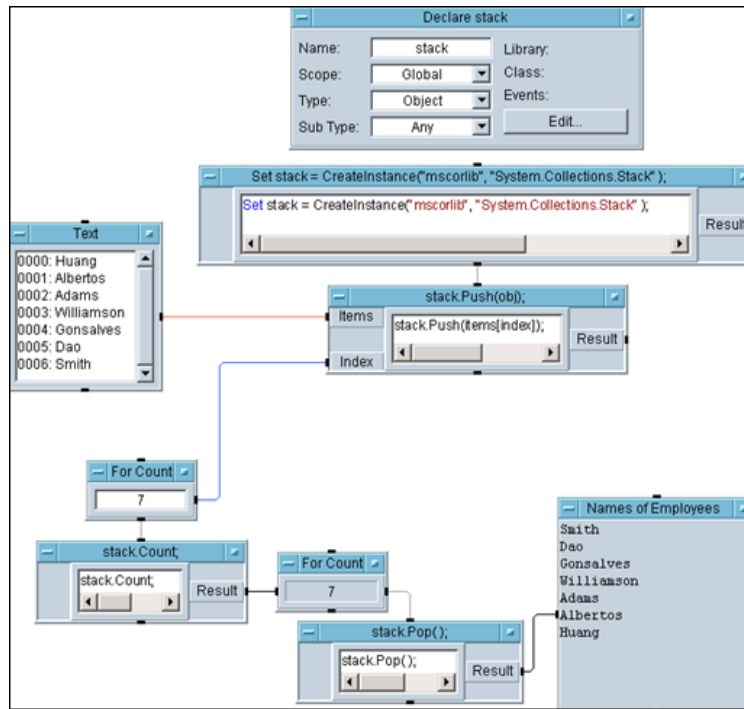 Declare stack
Name: stack Library:
Scope: Global Class:
Type: Object Events:
Sub Type: Any Edit...
Set stack = CreateInstance("mscorlib", "System.Collections.Stack" );
Set stack = CreateInstance("mscorlib", "System.Collections.Stack" );
Result
Text
0000: Huang
0001: Albertos
0002: Adams
0003: Williamson
0004: Gonsalves
0005: Dao
0006: Smith
stack.Push(obj);
Items
stack.Push(items[index]);
Result
Index
For Count
7
stack.Count;
stack.Count;
Result
For Count
7
stack.Pop();
stack.Pop();
Result
Names of Employees
Smith
Dao
Gonsalves
Williamson
Adams
Albertos
Huang